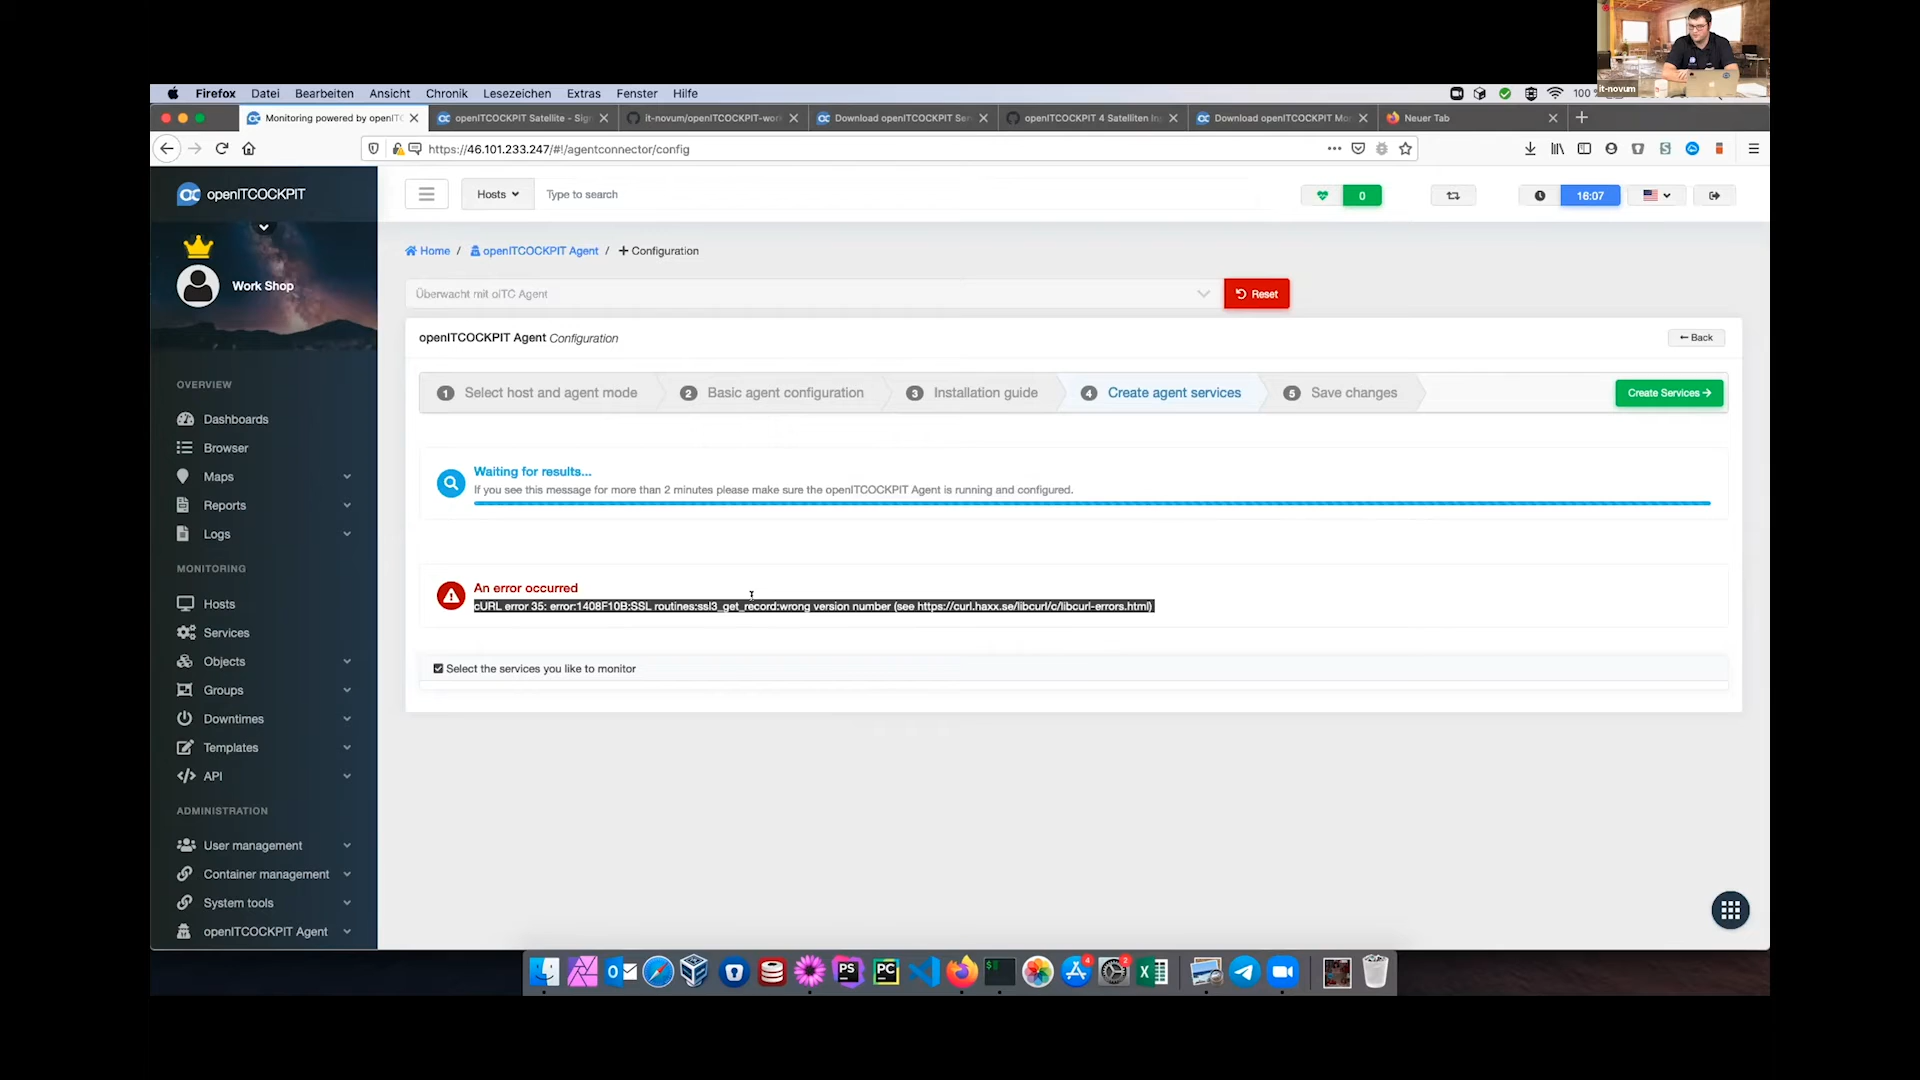 it-novum
Firefox Datei Bearbeiten Ansicht Chronik Lesezeichen Extras Fenster Hilfe 100
Monitoring powered by openITC
openITCOCKPIT Satellite - Sig
it-novum/openITCOCKPIT-wor
Download openITCOCKPIT Ser
openITCOCKPIT 4 Satelliten In
Download openITCOCKPIT Mo
Neuer Tab
https://46.101.233.247/#!/agentconnector/config
openITCOCKPIT
Hosts Type to search 0 16:07
Work Shop
Home / openITCOCKPIT Agent / + Configuration
Überwacht mit oITC Agent Reset
openITCOCKPIT Agent Configuration ← Back
1 Select host and agent mode 2 Basic agent configuration 3 Installation guide 4 Create agent services 5 Save changes Create Services →
Waiting for results...
If you see this message for more than 2 minutes please make sure the openITCOCKPIT Agent is running and configured.
An error occurred
cURL error 35: error:1408F10B:SSL routines:ssl3_get_record:wrong version number (see https://curl.haxx.se/libcurl/c/libcurl-errors.html)
Select the services you like to monitor
OVERVIEW
Dashboards
Browser
Maps
Reports
Logs
MONITORING
Hosts
Services
Objects
Groups
Downtimes
Templates
API
ADMINISTRATION
User management
Container management
System tools
openITCOCKPIT Agent
PS
PC
4
2